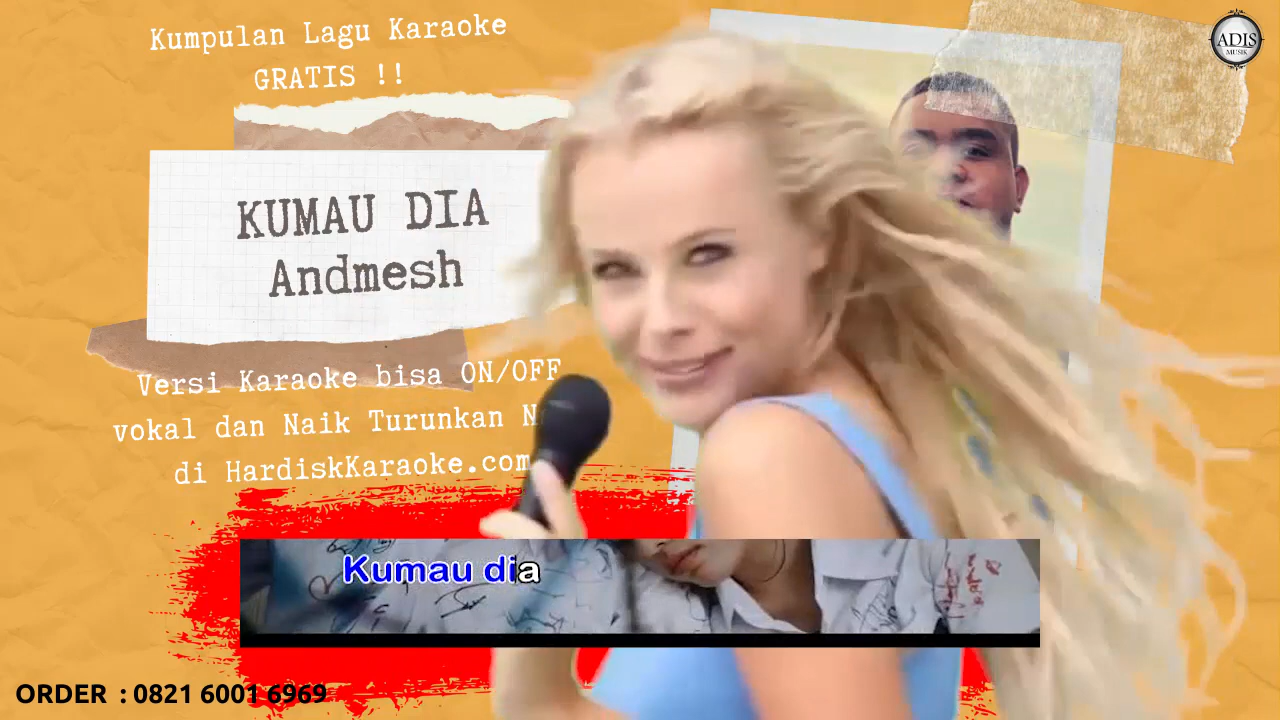 Kumpulan Lagu Karaoke
GRATIS !!
ADIS
MUSIK
KUMAU DIA
Andmesh
Versi Karaoke bisa ON/OFF
vokal dan Naik Turunkan
di HardiskKaraoke.com
Kumau dia
ORDER : 0821 6001 6969